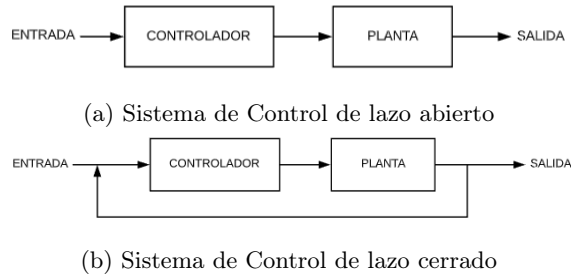 ENTRADA CONTROLADOR PLANTA SALIDA
(a) Sistema de Control de lazo abierto
ENTRADA CONTROLADOR PLANTA SALIDA
(b) Sistema de Control de lazo cerrado